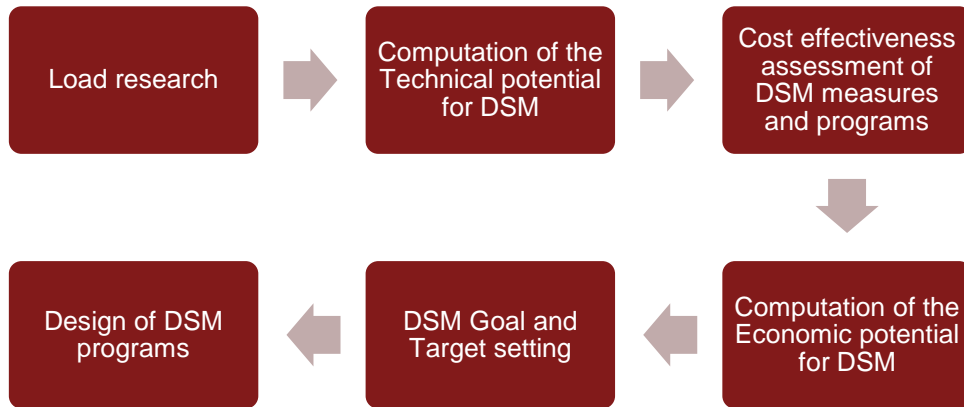 Load research
Computation of the
Technical potential
for DSM
Cost effectiveness
assessment of
DSM measures
and programs
Computation of the
Economic potential
for DSM
DSM Goal and
Target setting
Design of DSM
programs